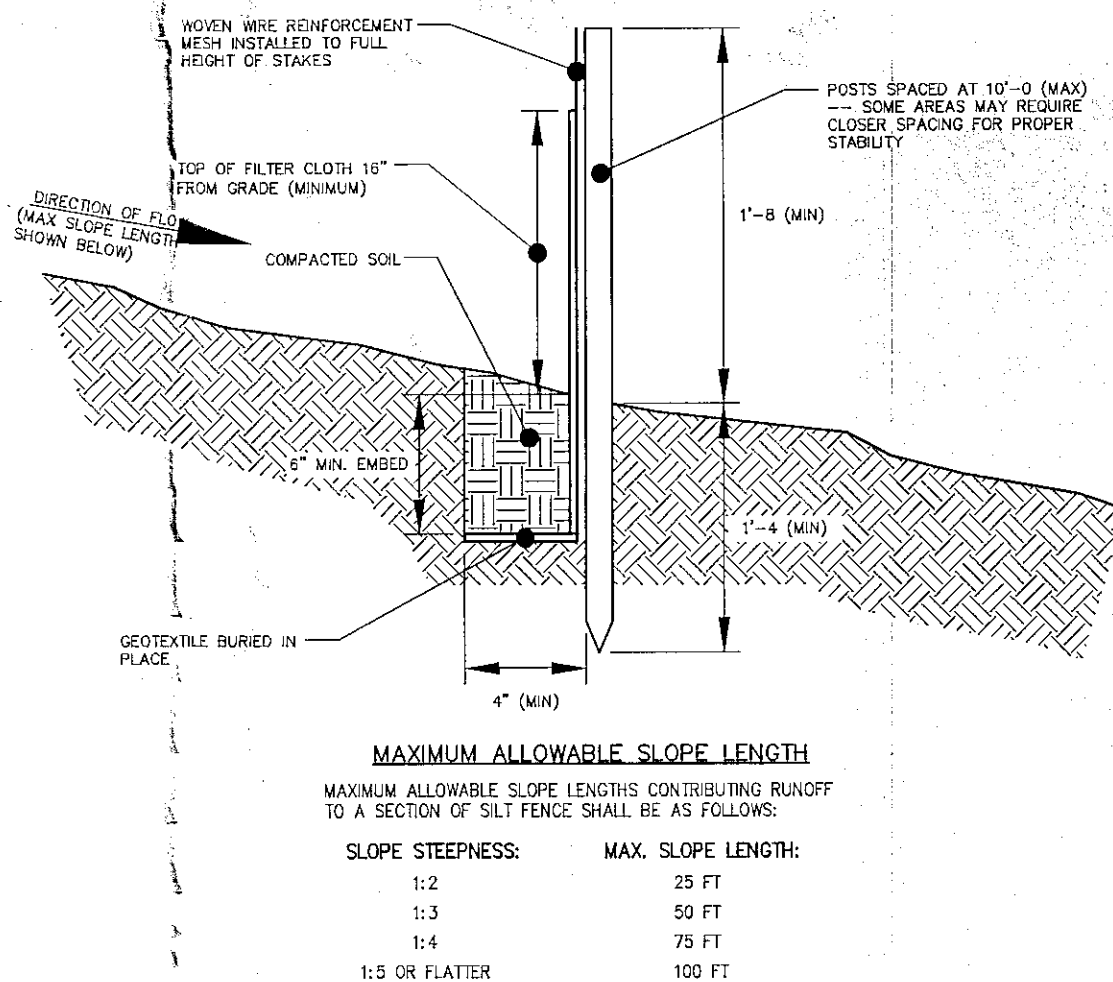 WOVEN WIRE REINFORCEMENT
MESH INSTALLED TO FULL
HEIGHT OF STAKES
POSTS SPACED AT 10'-0 (MAX)
-- SOME AREAS MAY REQUIRE
CLOSER SPACING FOR PROPER
STABILITY
TOP OF FILTER CLOTH 16"
FROM GRADE (MINIMUM)
1'-8 (MIN)
DIRECTION OF FLO
(MAX SLOPE LENGTH
SHOWN BELOW)
COMPACTED SOIL
6" MIN. EMBED
1'-4 (MIN)
GEOTEXTILE BURIED IN
PLACE
4" (MIN)
MAXIMUM ALLOWABLE SLOPE LENGTH
MAXIMUM ALLOWABLE SLOPE LENGTHS CONTRIBUTING RUNOFF
TO A SECTION OF SILT FENCE SHALL BE AS FOLLOWS:
SLOPE STEEPNESS: MAX. SLOPE LENGTH:
1:2 25 FT
1:3 50 FT
1:4 75 FT
1:5 OR FLATTER 100 FT